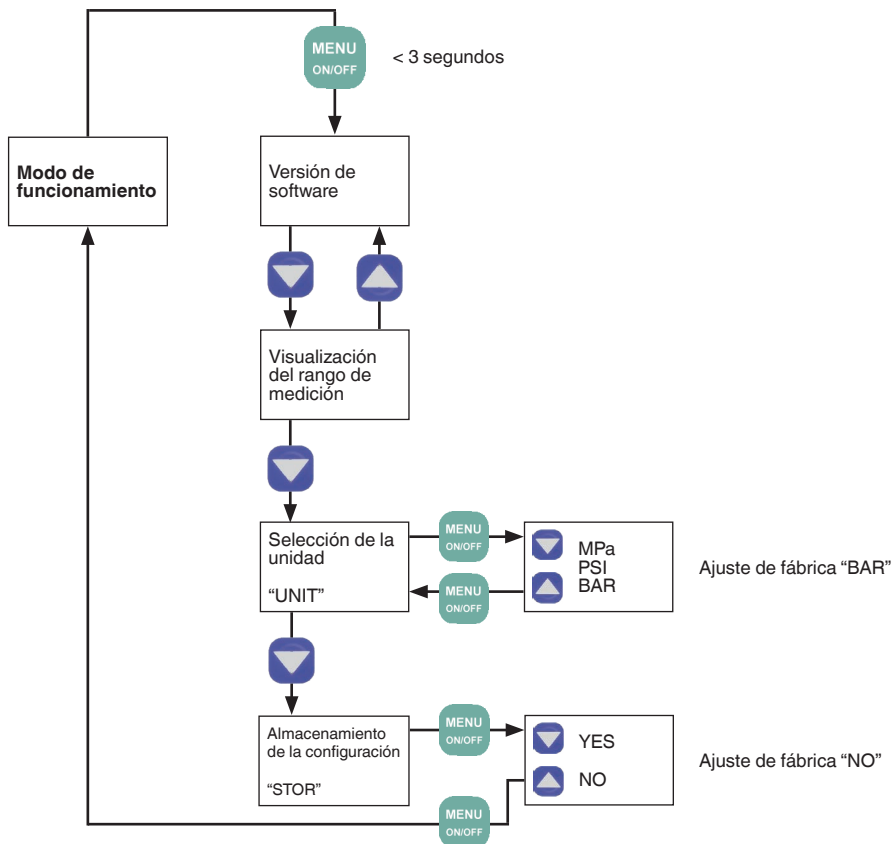 MENU
ON/OFF
< 3 segundos
Modo de
funcionamiento
Versión de
software
Visualización
del rango de
medición
Selección de la
unidad
“UNIT”
MENU
ON/OFF
MENU
ON/OFF
MPa
PSI
BAR
Ajuste de fábrica “BAR”
Almacenamiento
de la configuración
“STOR”
MENU
ON/OFF
YES
NO
Ajuste de fábrica “NO”
MENU
ON/OFF